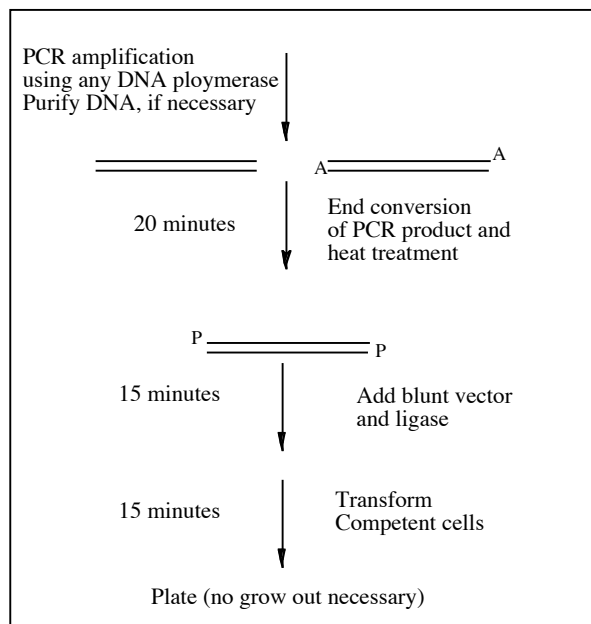 PCR amplification
using any DNA ploymerase
Purify DNA, if necessary
A
A
20 minutes
End conversion
of PCR product and
heat treatment
P
P
15 minutes
Add blunt vector
and ligase
15 minutes
Transform
Competent cells
Plate (no grow out necessary)